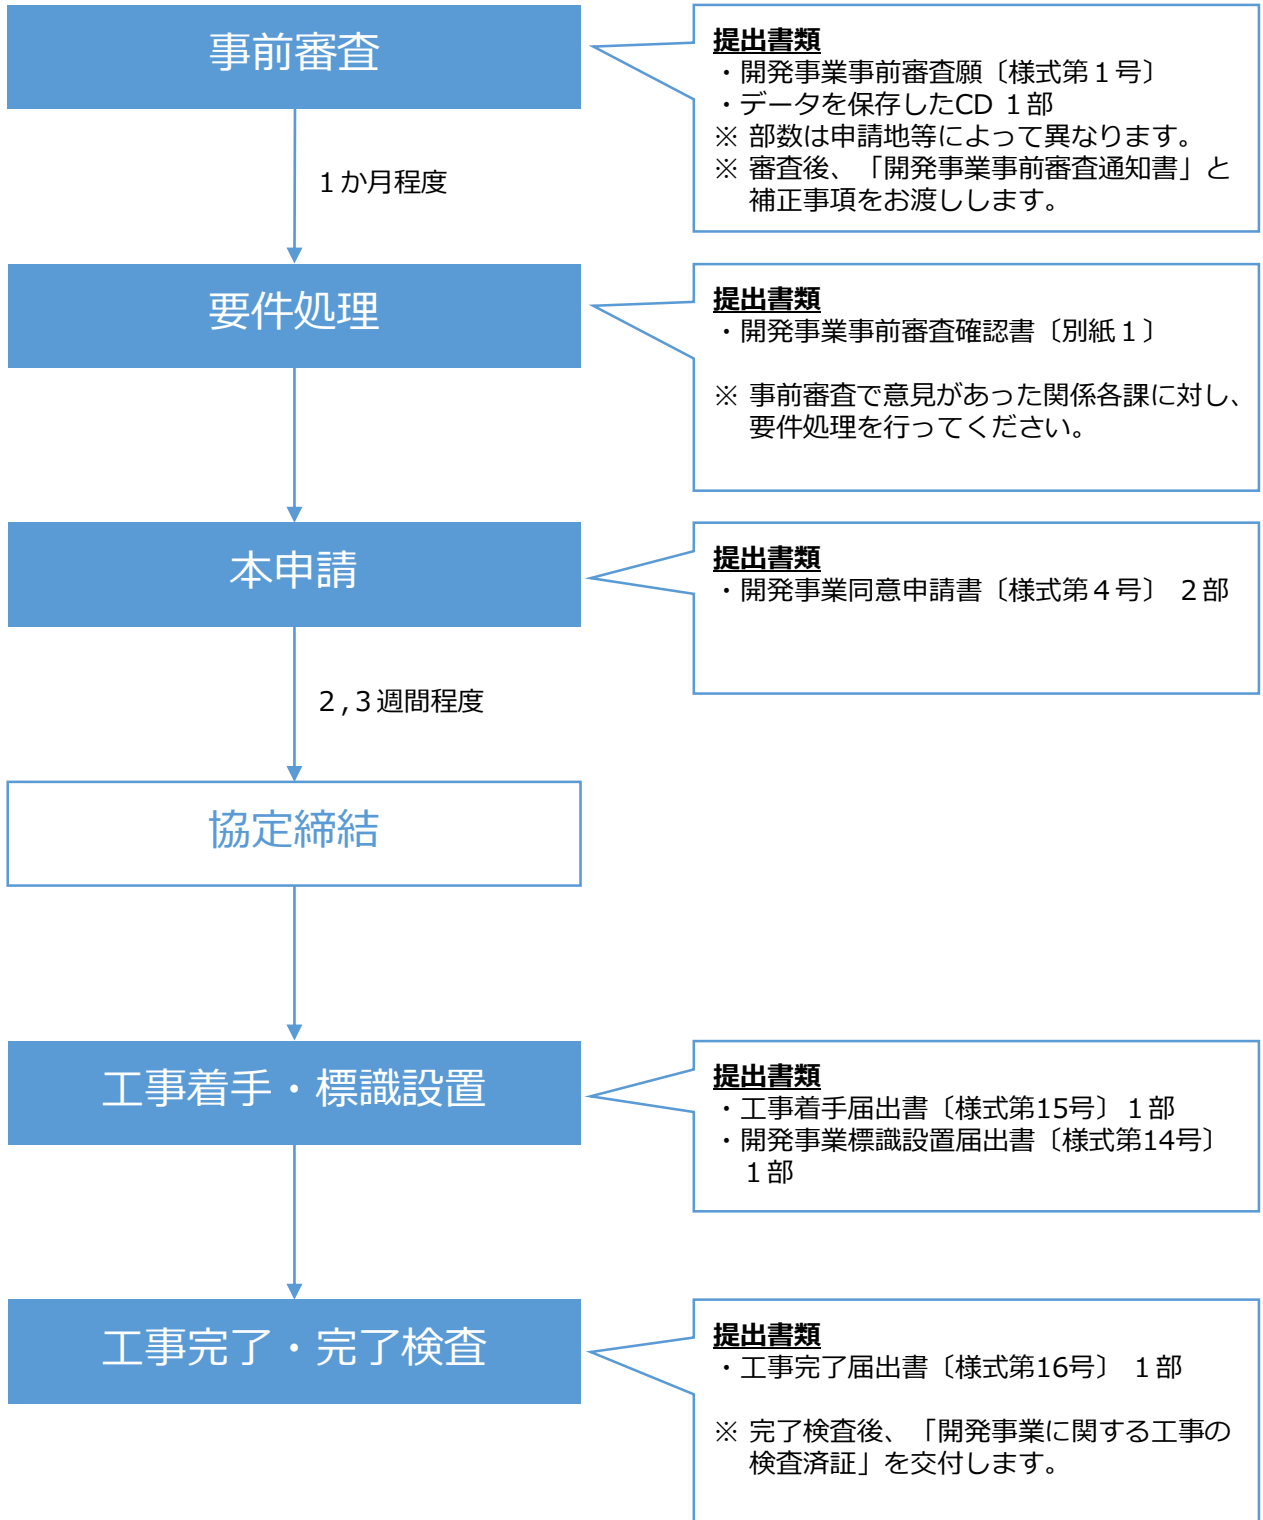 事前審査
提出書類
・開発事業事前審査願〔様式第１号〕
・データを保存したCD １部
※ 部数は申請地等によって異なります。
※ 審査後、「開発事業事前審査通知書」と
補正事項をお渡しします。
１か月程度
要件処理
提出書類
・開発事業事前審査確認書〔別紙１〕
※ 事前審査で意見があった関係各課に対し、
要件処理を行ってください。
本申請
提出書類
・開発事業同意申請書〔様式第４号〕 ２部
２,３週間程度
協定締結
工事着手・標識設置
提出書類
・工事着手届出書〔様式第15号〕１部
・開発事業標識設置届出書〔様式第14号〕
１部
工事完了・完了検査
提出書類
・工事完了届出書〔様式第16号〕 １部
※ 完了検査後、「開発事業に関する工事の
検査済証」を交付します。